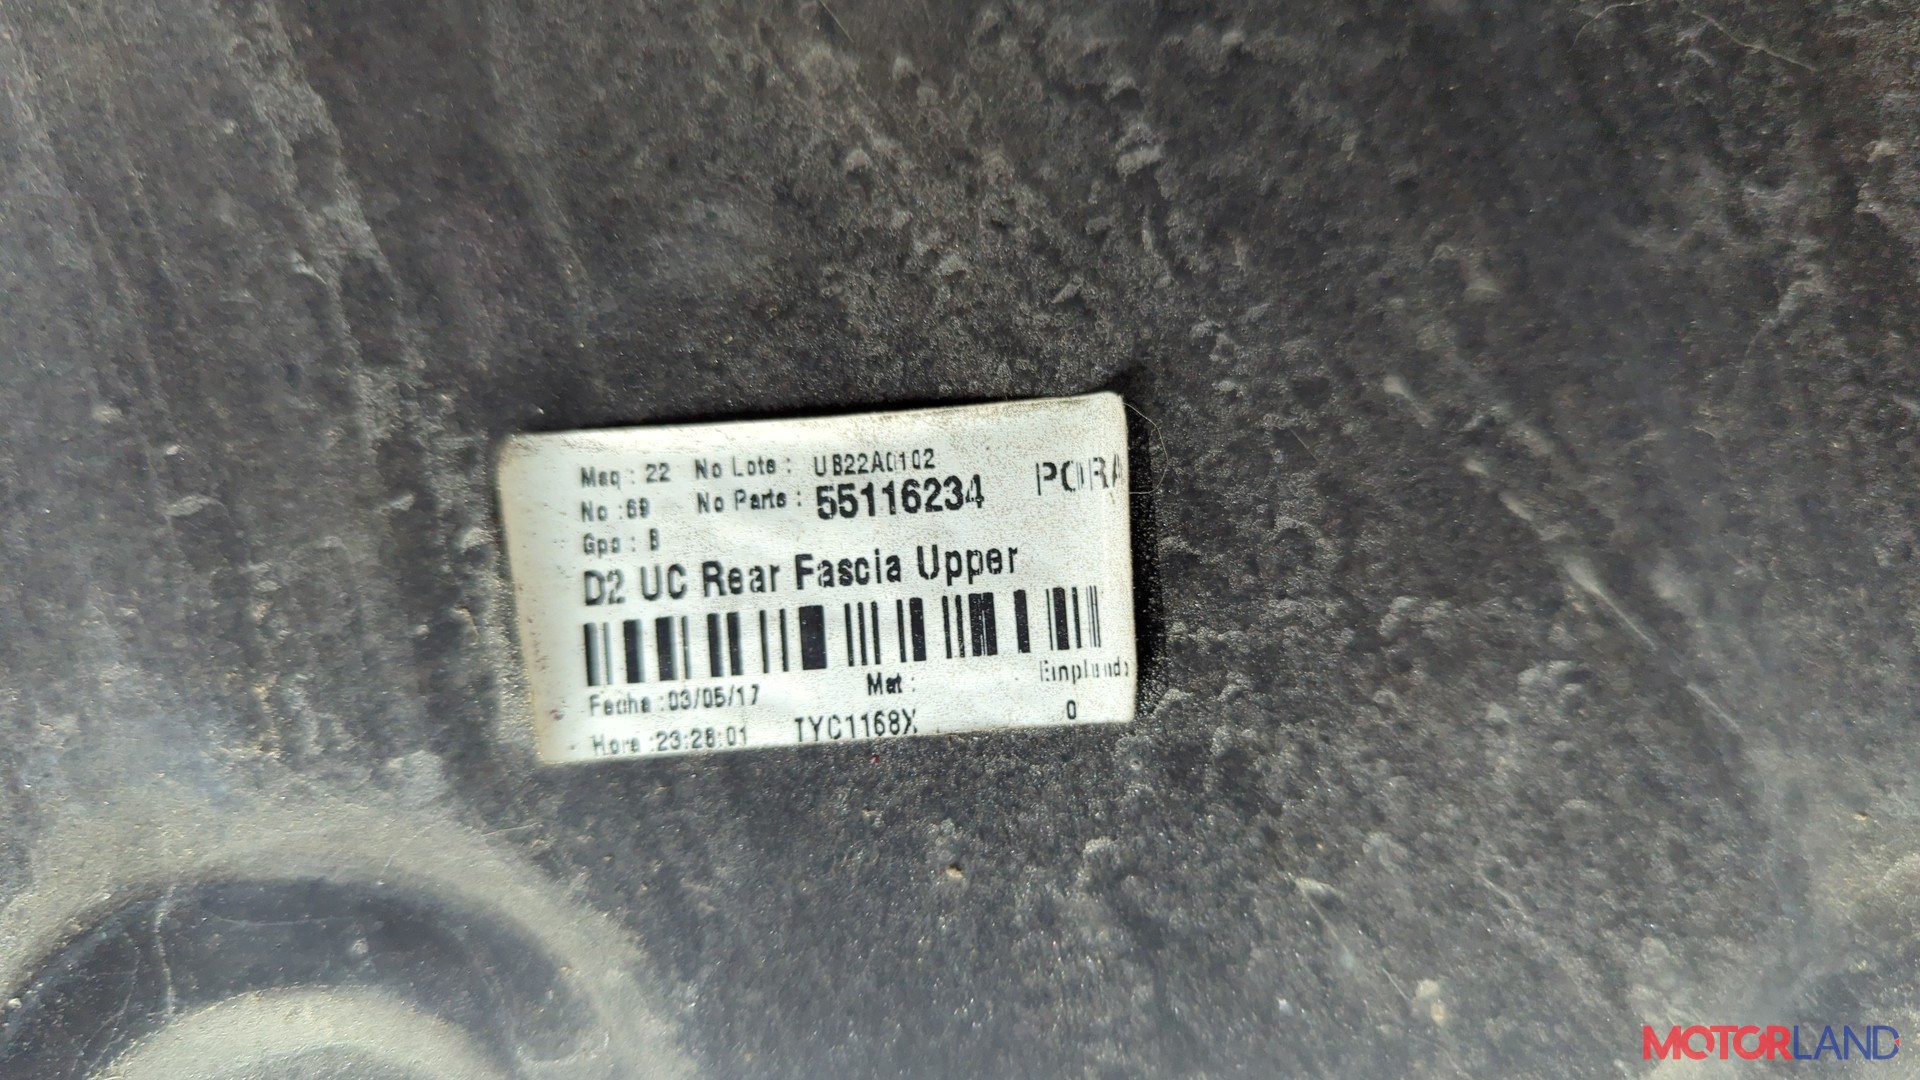 Maq : 22 No Lote : UB22A0102
No :69 No Parte : 55116234 PORA
Gpo : B
D2 UC Rear Fascia Upper
Fecha :03/05/17 Mat :
Hora :23:28:01 TYC1168X 0
MOTORLAND